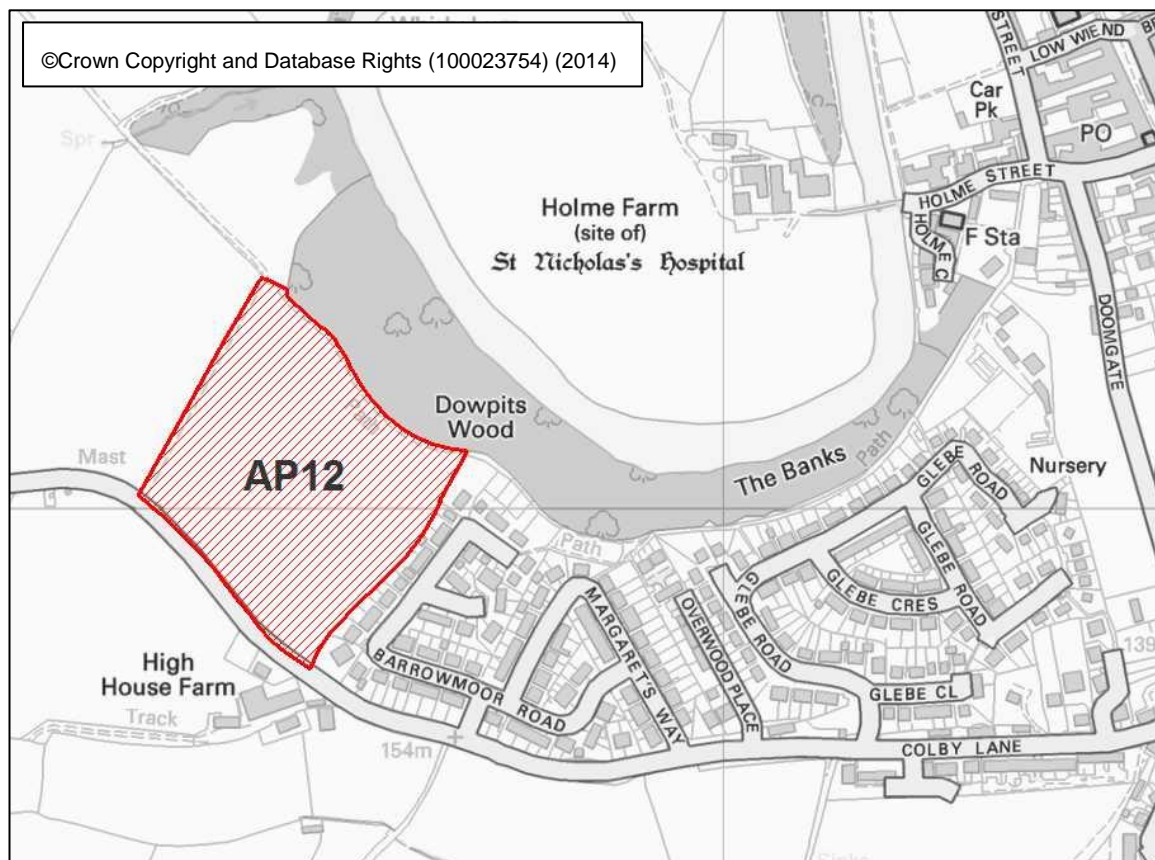 ©Crown Copyright and Database Rights (100023754) (2014)
STREET
LOW WIEND
BE
Car
Pk
PO
Spr
Holme Farm
(site of)
St Nicholas's Hospital
HOLME STREET
HOLME C
F Sta
DOOMGATE
Dowpits
Wood
Path
Mast
AP12
The Banks
Path
GLEBE ROAD
Nursery
Path
GLEBE ROAD
GLEBE CRES
GLEBE ROAD
MARGARET'S WAY
OVERWOOD PLACE
139
High
House Farm
BARROWMOOR ROAD
GLEBE CL
Track
154m
COLBY LANE